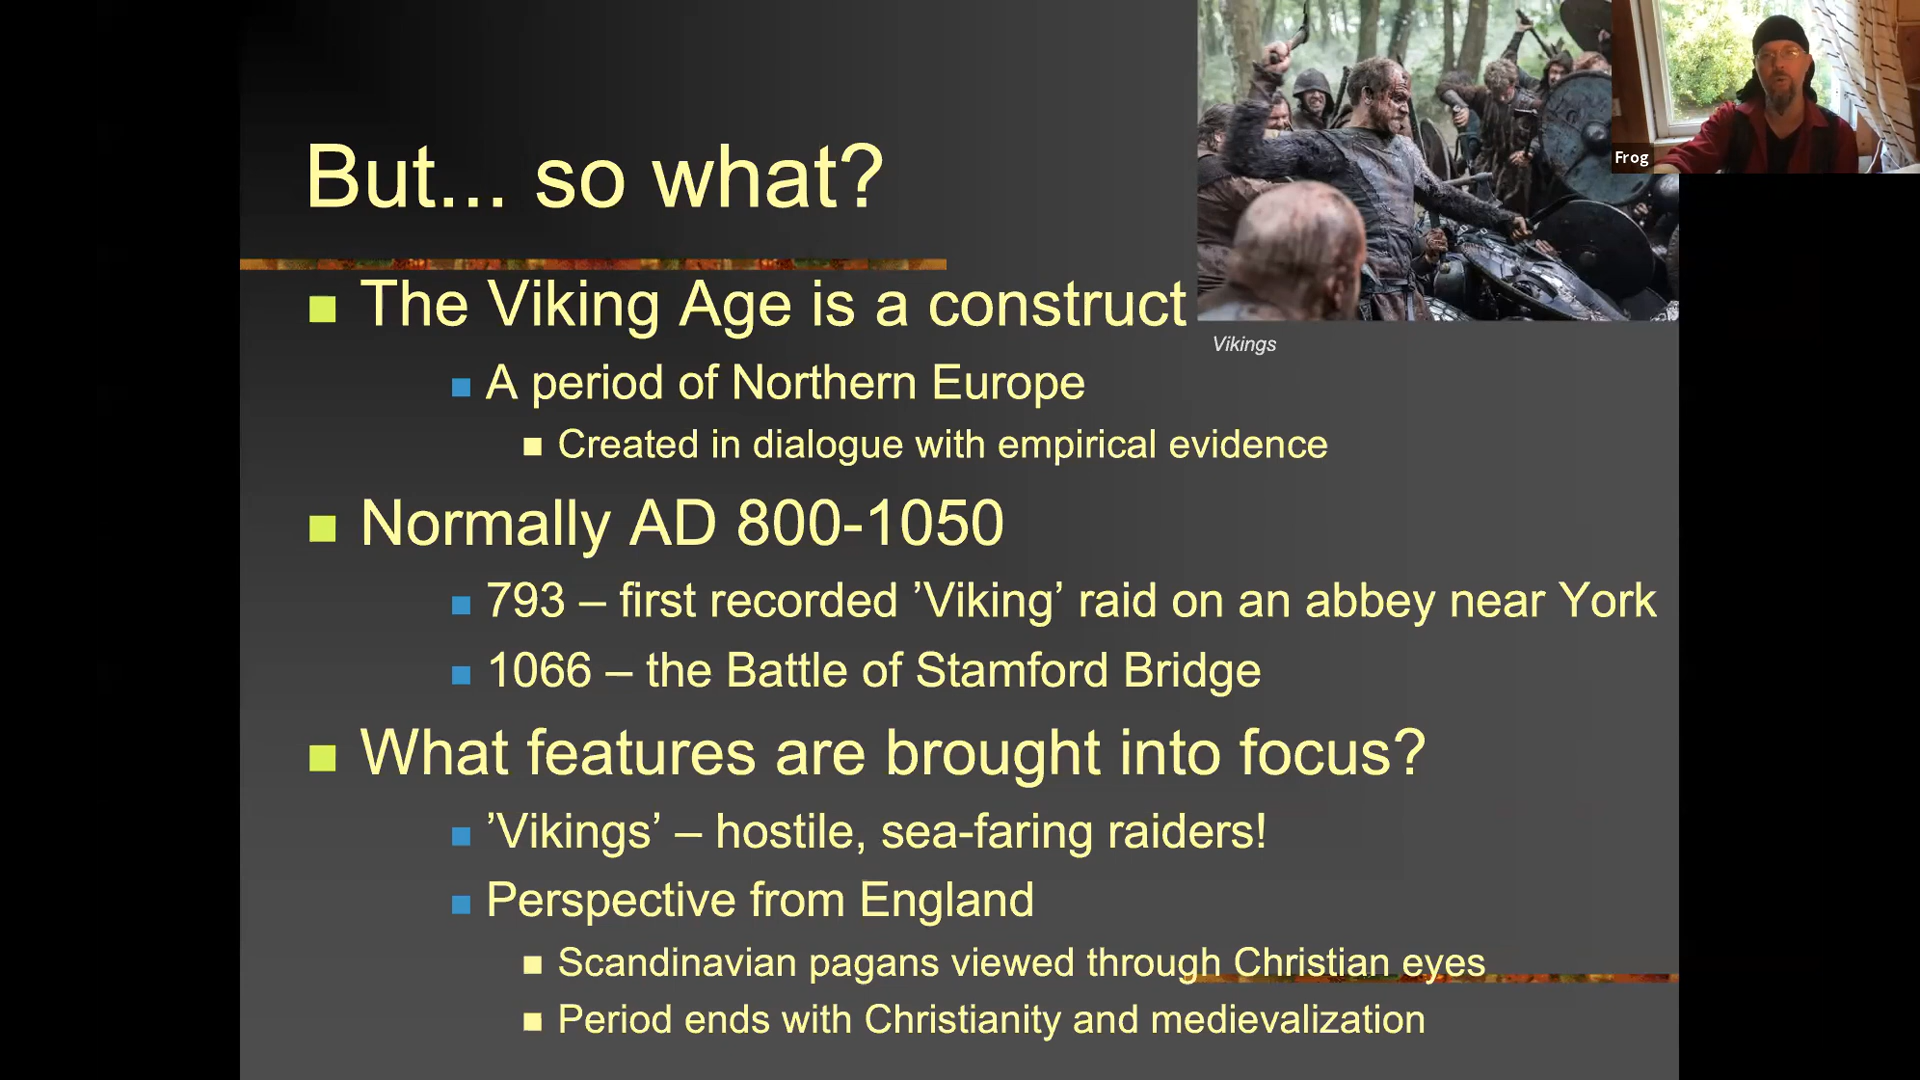 But... so what?
Frog
The Viking Age is a construct
Vikings
A period of Northern Europe
Created in dialogue with empirical evidence
Normally AD 800-1050
793 – first recorded ’Viking’ raid on an abbey near York
1066 – the Battle of Stamford Bridge
What features are brought into focus?
’Vikings’ – hostile, sea-faring raiders!
Perspective from England
Scandinavian pagans viewed through Christian eyes
Period ends with Christianity and medievalization